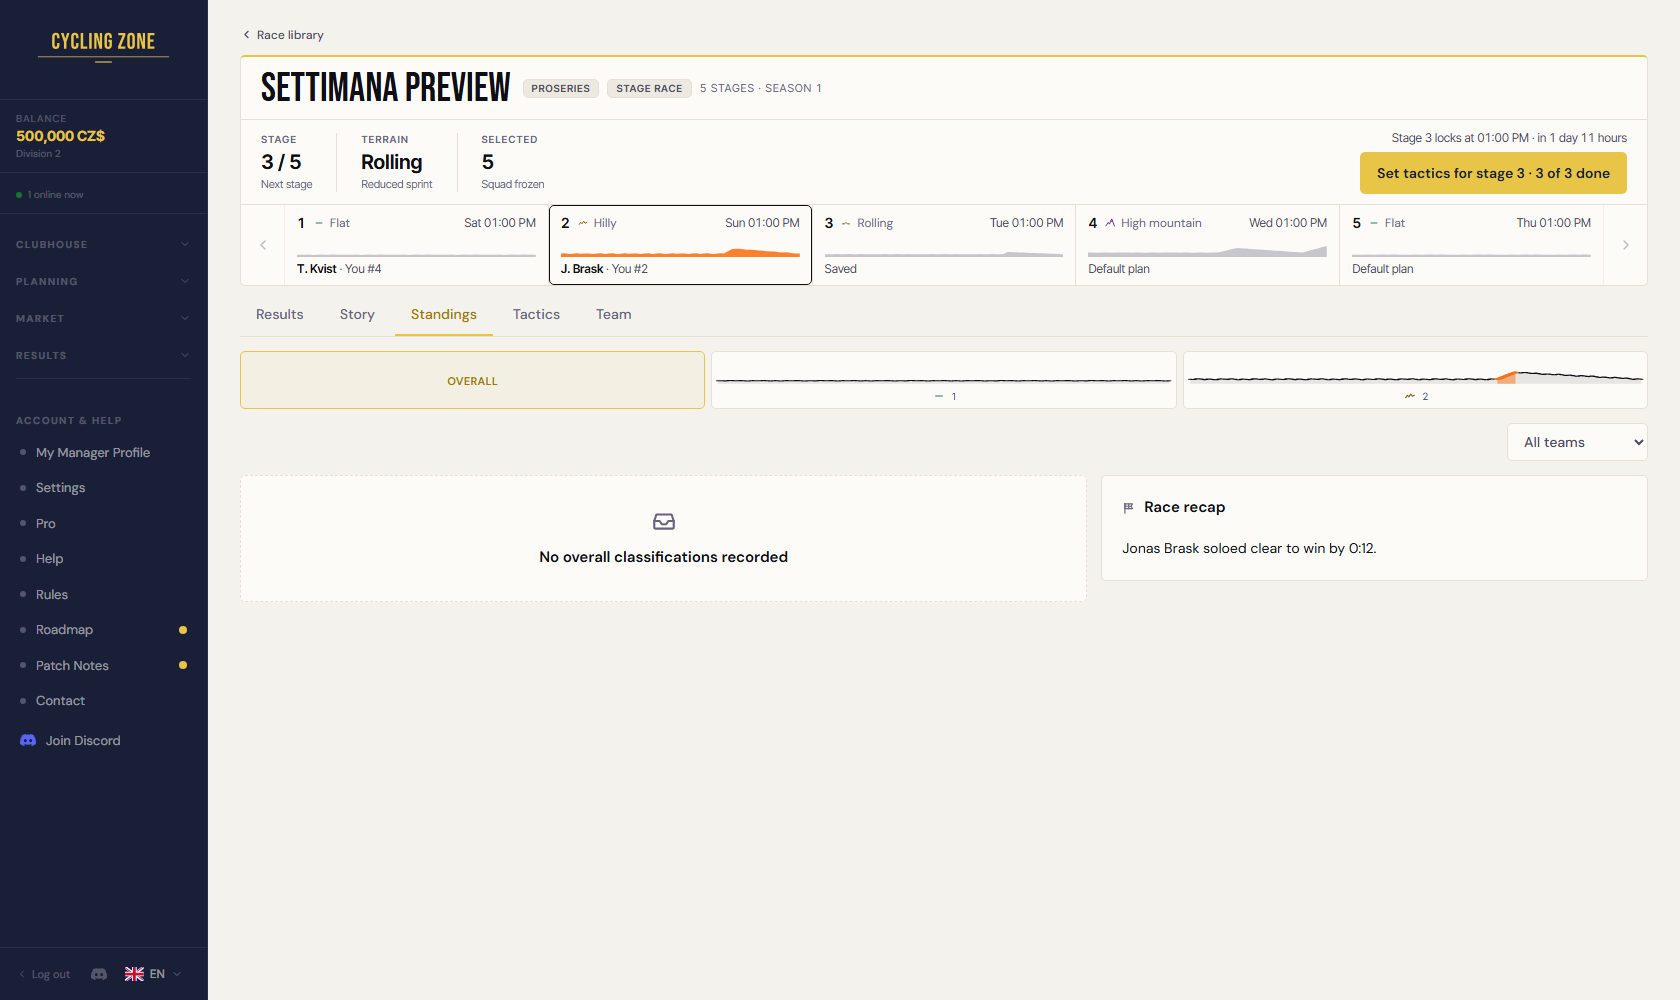 CYCLING ZONE
BALANCE
500,000 CZ$
Division 2
1 online now
CLUBHOUSE
PLANNING
MARKET
RESULTS
ACCOUNT & HELP
My Manager Profile
Settings
Pro
Help
Rules
Roadmap
Patch Notes
Contact
Join Discord
Log out
EN
Race library
SETTIMANA PREVIEW PROSERIES STAGE RACE 5 STAGES · SEASON 1
STAGE
3 / 5
Next stage
TERRAIN
Rolling
Reduced sprint
SELECTED
5
Squad frozen
Stage 3 locks at 01:00 PM · in 1 day 11 hours
Set tactics for stage 3 · 3 of 3 done
1 Flat Sat 01:00 PM
T. Kvist · You #4
2 Hilly Sun 01:00 PM
J. Brask · You #2
3 Rolling Tue 01:00 PM
Saved
4 High mountain Wed 01:00 PM
Default plan
5 Flat Thu 01:00 PM
Default plan
Results Story Standings Tactics Team
OVERALL
1
2
All teams
No overall classifications recorded
Race recap
Jonas Brask soloed clear to win by 0:12.